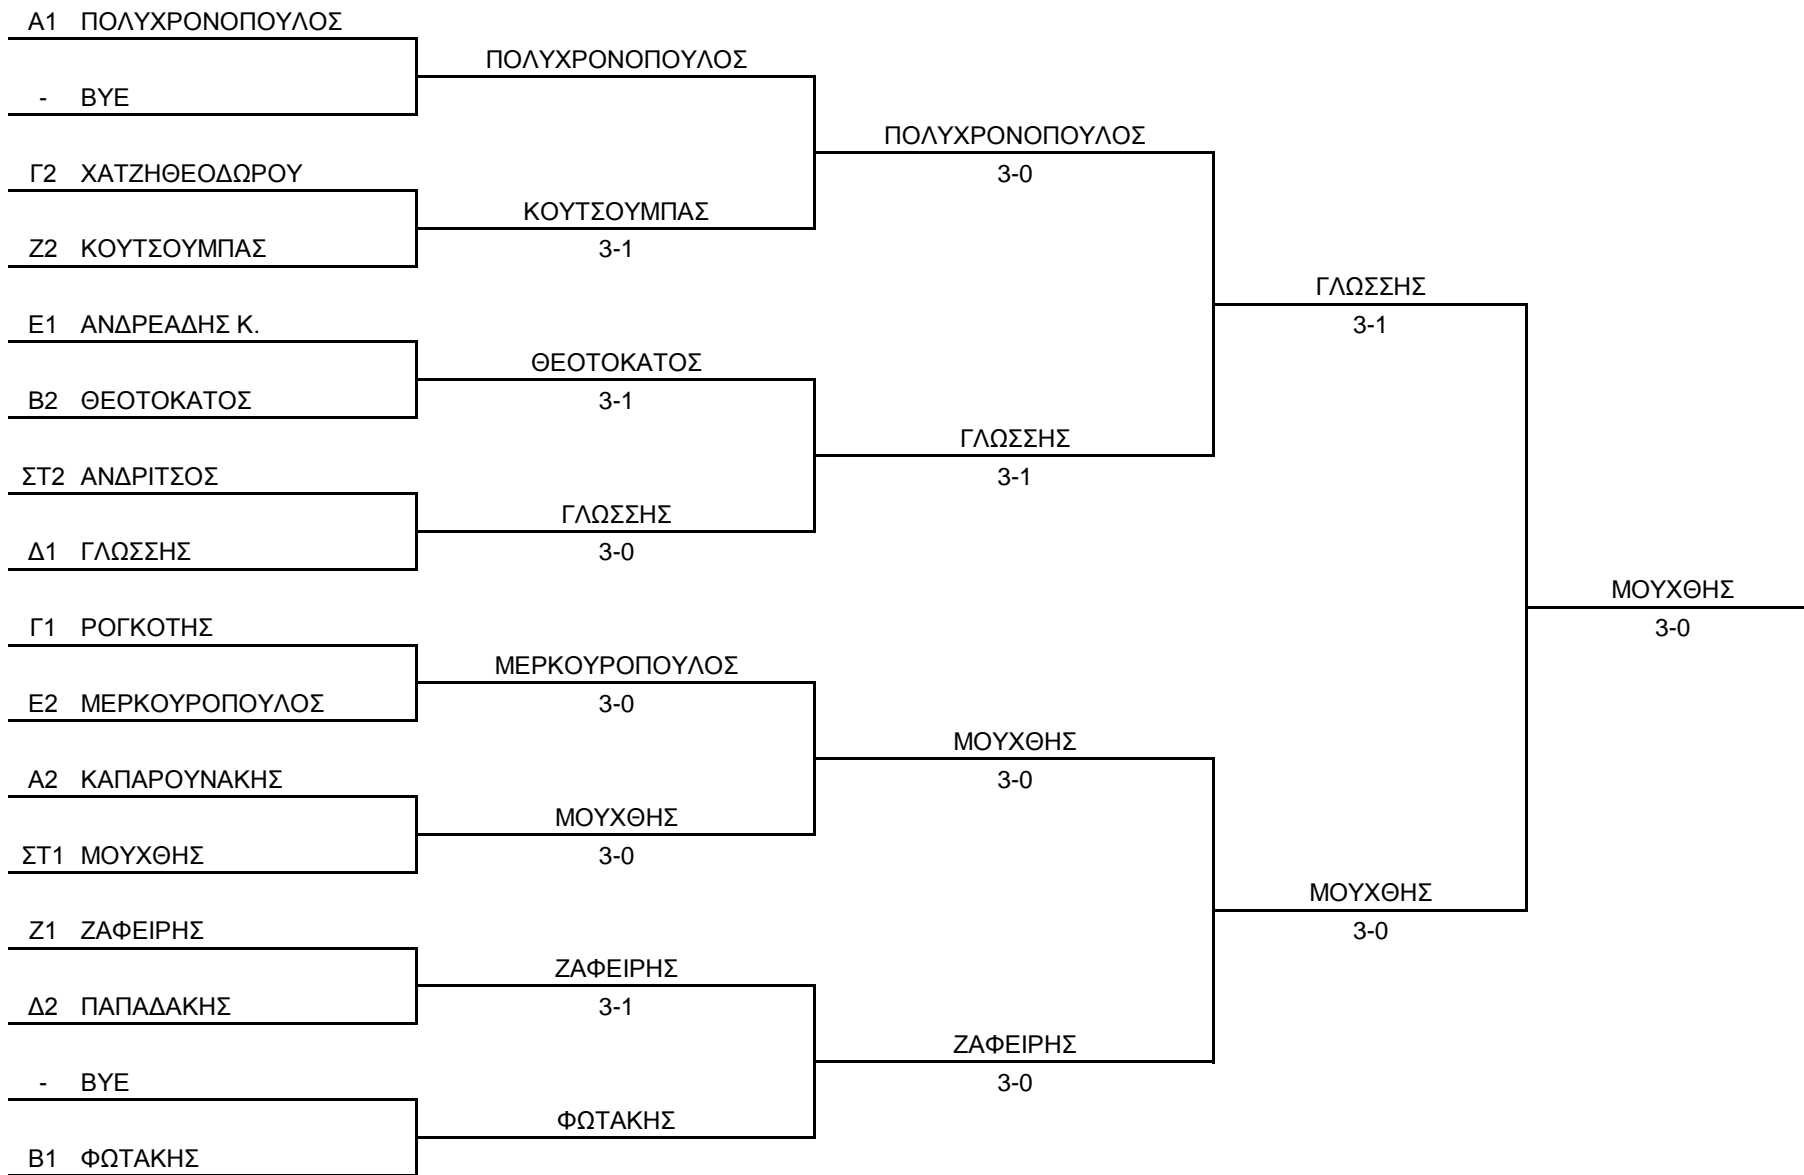 Α1 ΠΟΛΥΧΡΟΝΟΠΟΥΛΟΣ
- BYE
Γ2 ΧΑΤΖΗΘΕΟΔΩΡΟΥ
Ζ2 ΚΟΥΤΣΟΥΜΠΑΣ
Ε1 ΑΝΔΡΕΑΔΗΣ Κ.
Β2 ΘΕΟΤΟΚΑΤΟΣ
ΣΤ2 ΑΝΔΡΙΤΣΟΣ
Δ1 ΓΛΩΣΣΗΣ
Γ1 ΡΟΓΚΟΤΗΣ
Ε2 ΜΕΡΚΟΥΡΟΠΟΥΛΟΣ
Α2 ΚΑΠΑΡΟΥΝΑΚΗΣ
ΣΤ1 ΜΟΥΧΘΗΣ
Ζ1 ΖΑΦΕΙΡΗΣ
Δ2 ΠΑΠΑΔΑΚΗΣ
- BYE
Β1 ΦΩΤΑΚΗΣ
ΠΟΛΥΧΡΟΝΟΠΟΥΛΟΣ
ΚΟΥΤΣΟΥΜΠΑΣ
3-1
ΘΕΟΤΟΚΑΤΟΣ
3-1
ΓΛΩΣΣΗΣ
3-0
ΜΕΡΚΟΥΡΟΠΟΥΛΟΣ
3-0
ΜΟΥΧΘΗΣ
3-0
ΖΑΦΕΙΡΗΣ
3-1
ΦΩΤΑΚΗΣ
ΠΟΛΥΧΡΟΝΟΠΟΥΛΟΣ
3-0
ΓΛΩΣΣΗΣ
3-1
ΜΟΥΧΘΗΣ
3-0
ΖΑΦΕΙΡΗΣ
3-0
ΓΛΩΣΣΗΣ
3-1
ΜΟΥΧΘΗΣ
3-0
ΜΟΥΧΘΗΣ
3-0